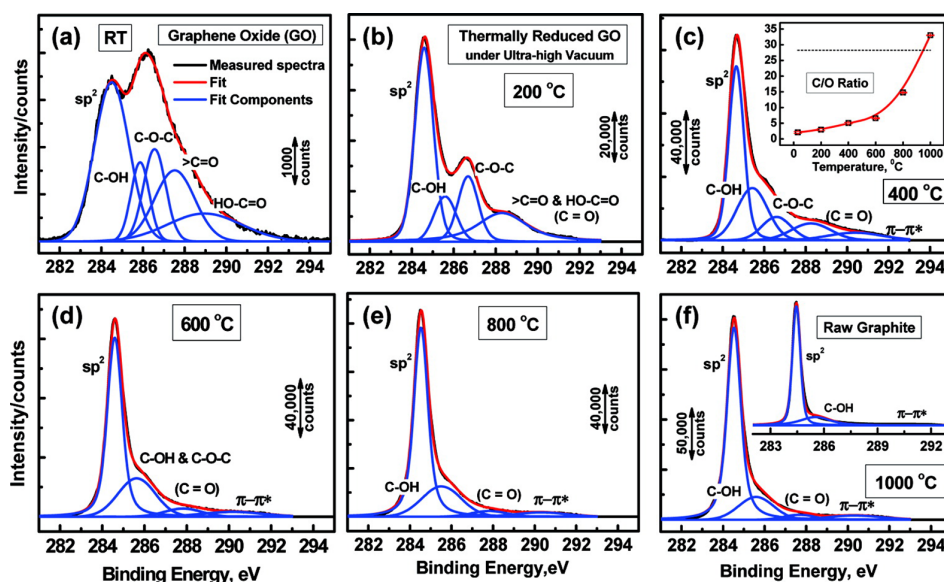 (a)
RT
Graphene Oxide (GO)
Measured spectra
Fit
Fit Components
sp2
C-O-C
>C=O
C-OH
HO-C=O
1000
counts
Intensity/counts
282 284 286 288 290 292 294
(b)
Thermally Reduced GO
under Ultra-high Vacuum
200 °C
sp2
C-O-C
C-OH
>C=O & HO-C=O
(C = O)
20,000
counts
282 284 286 288 290 292 294
(c)
35
30
25
20
15
10
5
0
C/O Ratio
0 200 400 600 800 1000
Temperature, °C
sp2
40,000
counts
400 °C
C-OH
C-O-C
(C = O)
π–π*
282 284 286 288 290 292 294
(d)
600 °C
sp2
40,000
counts
C-OH & C-O-C
(C = O)
π–π*
Intensity/counts
282 284 286 288 290 292 294
Binding Energy, eV
(e)
800 °C
sp2
40,000
counts
C-OH
(C = O)
π–π*
282 284 286 288 290 292 294
Binding Energy,eV
(f)
Raw Graphite
sp2
C-OH
π–π*
283 286 289 292
sp2
50,000
counts
1000 °C
C-OH
(C = O)
π–π*
282 284 286 288 290 292 294
Binding Energy, eV